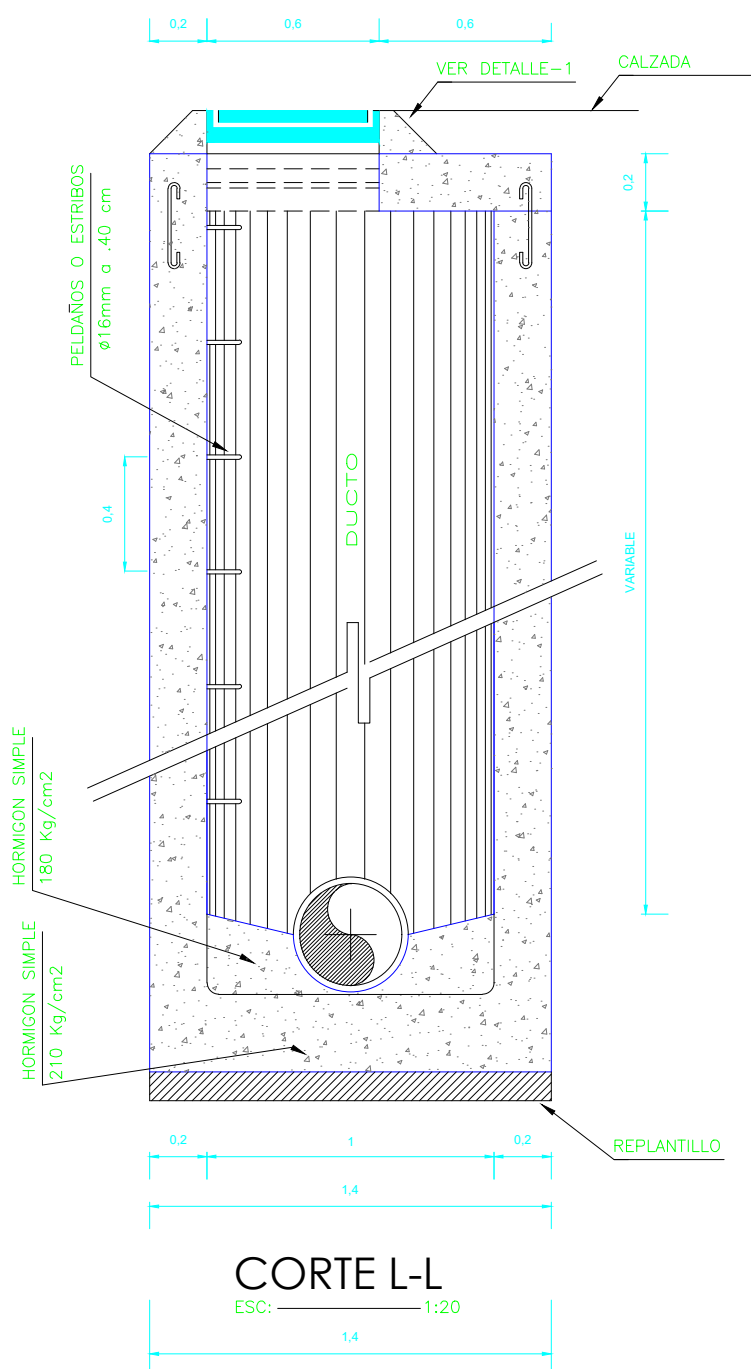 0,2
0,6
0,6
VER DETALLE-1
CALZADA
0,2
PELDAÑOS O ESTRIBOS
ø16mm a .40 cm
0,4
DUCTO
VARIABLE
HORMIGON SIMPLE
180 Kg/cm2
HORMIGON SIMPLE
210 Kg/cm2
REPLANTILLO
0,2
1
0,2
1,4
CORTE L-L
ESC: 1:20
1,4